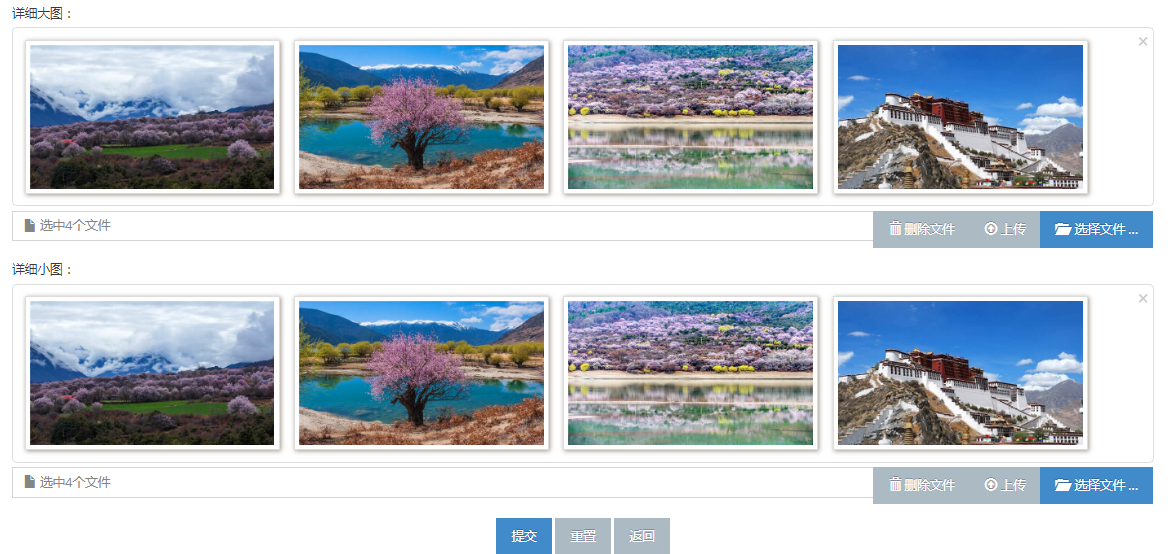 详细大图：
×
选中4个文件 删除文件 上传 选择文件 ...
详细小图：
×
选中4个文件 删除文件 上传 选择文件 ...
提交 重置 返回